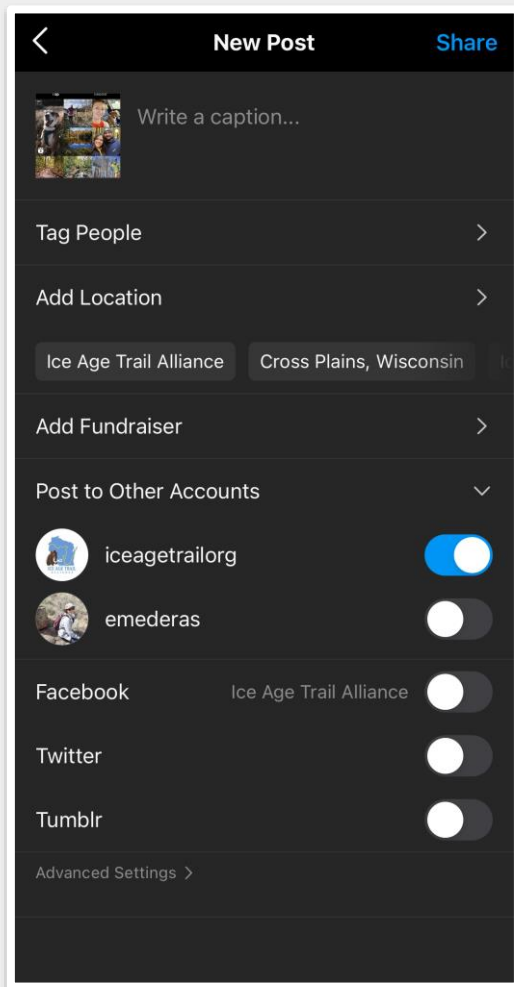 New Post
Share
Write a caption...
Tag People
Add Location
Ice Age Trail Alliance
Cross Plains, Wisconsin
Add Fundraiser
Post to Other Accounts
iceagetrailorg
emederas
Facebook
Ice Age Trail Alliance
Twitter
Tumblr
Advanced Settings